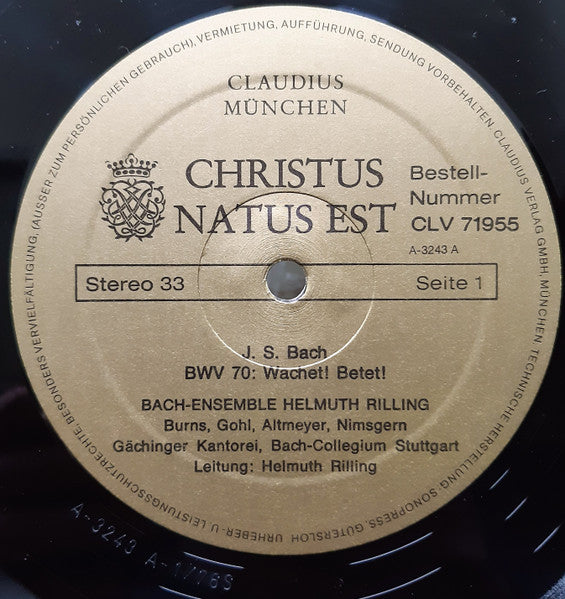 CLAUDIUS
MÜNCHEN
CHRISTUS
NATUS EST
Bestell-
Nummer
CLV 71955
A-3243 A
Stereo 33
Seite 1
J. S. Bach
BWV 70: Wachet! Betet!
BACH-ENSEMBLE HELMUTH RILLING
Burns, Gohl, Altmeyer, Nimsgern
Gächinger Kantorei, Bach-Collegium Stuttgart
Leitung: Helmuth Rilling
URHEBER- U. LEISTUNGSSCHUTZRECHTE, BESONDERS VERVIELFÄLTIGUNG, (AUSSER ZUM PERSÖNLICHEN GEBRAUCH), VERMIETUNG, AUFFÜHRUNG, SENDUNG VORBEHALTEN. CLAUDIUS VERLAG GMBH, MÜNCHEN, TECHNISCHE HERSTELLUNG: SONOPRESS, GÜTERSLOH
A-3243 A-1778S